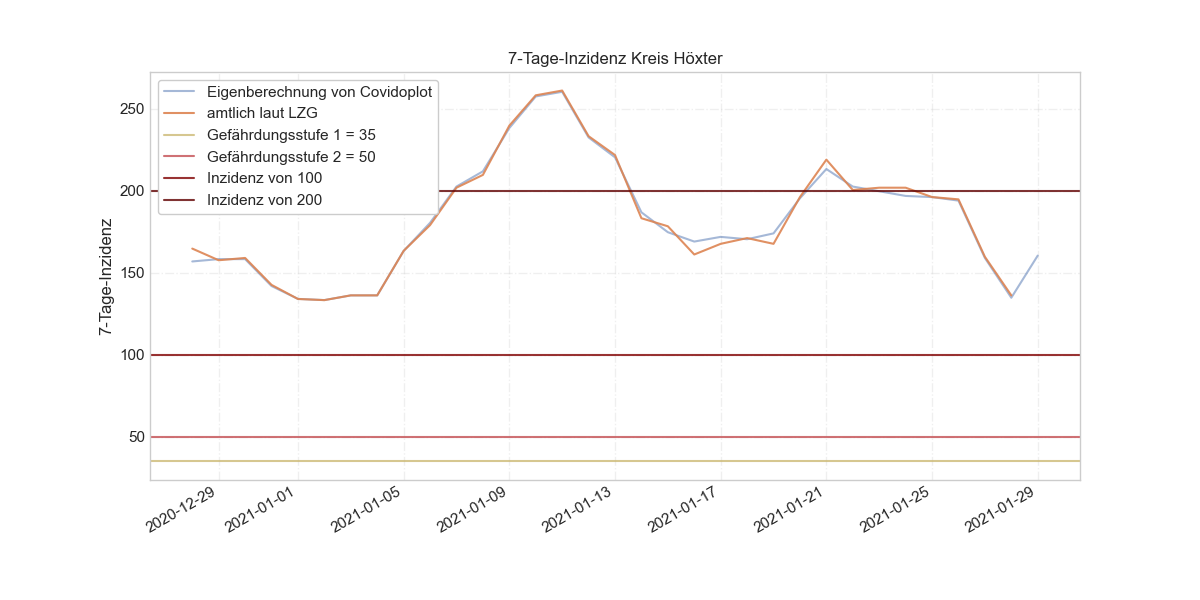 7-Tage-Inzidenz Kreis Höxter
Eigenberechnung von Covidoplot
amtlich laut LZG
Gefährdungsstufe 1 = 35
Gefährdungsstufe 2 = 50
Inzidenz von 100
Inzidenz von 200
7-Tage-Inzidenz
250
200
150
100
50
2020-12-29
2021-01-01
2021-01-05
2021-01-09
2021-01-13
2021-01-17
2021-01-21
2021-01-25
2021-01-29